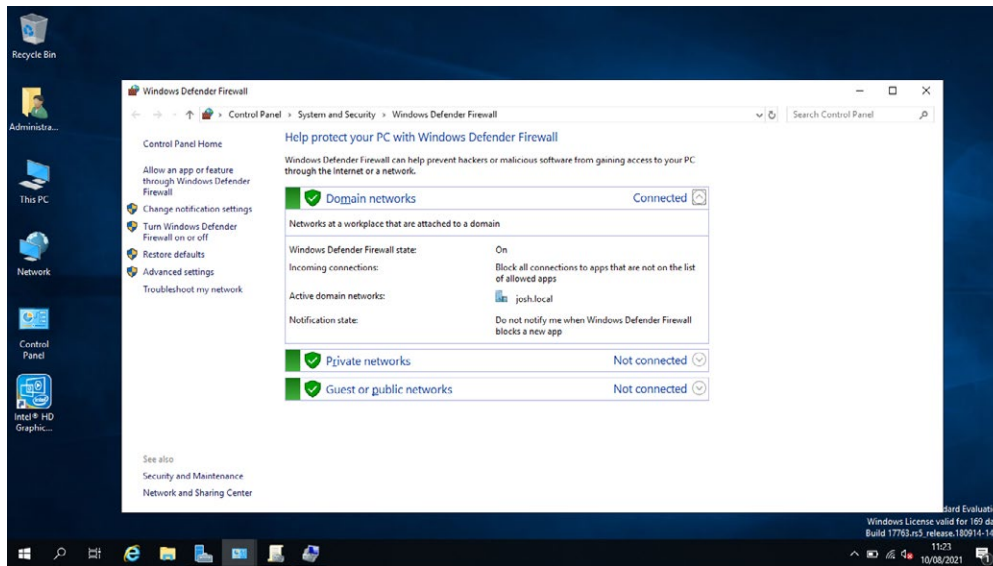 Recycle Bin
Administra...
This PC
Network
Control
Panel
Intel® HD
Graphic...
Windows Defender Firewall
Control Panel > System and Security > Windows Defender Firewall
Search Control Panel
Control Panel Home
Allow an app or feature
through Windows Defender
Firewall
Change notification settings
Turn Windows Defender
Firewall on or off
Restore defaults
Advanced settings
Troubleshoot my network
See also
Security and Maintenance
Network and Sharing Center
Help protect your PC with Windows Defender Firewall
Windows Defender Firewall can help prevent hackers or malicious software from gaining access to your PC
through the Internet or a network.
Domain networks Connected
Networks at a workplace that are attached to a domain
Windows Defender Firewall state: On
Incoming connections: Block all connections to apps that are not on the list
of allowed apps
Active domain networks: josh.local
Notification state: Do not notify me when Windows Defender Firewall
blocks a new app
Private networks Not connected
Guest or public networks Not connected
dard Evaluati
Windows License valid for 169 da
Build 17763.rs5_release.180914-14
11:23
10/08/2021